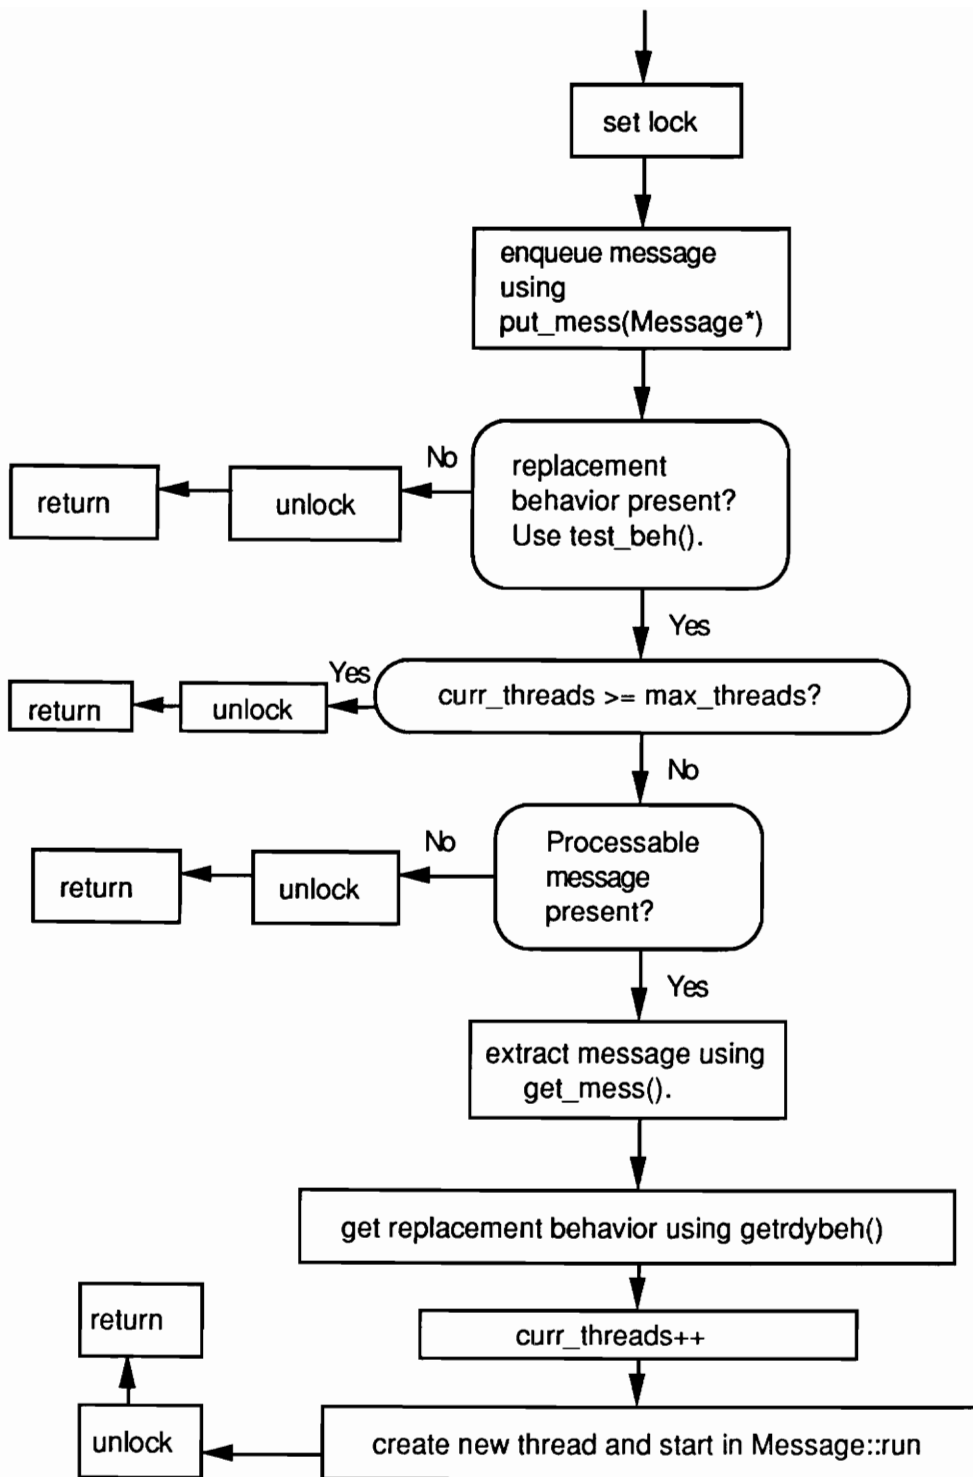 set lock
enqueue message
using
put_mess(Message*)
No
replacement
behavior present?
Use test_beh().
unlock
return
Yes
Yes
curr_threads >= max_threads?
unlock
return
No
No
Processable
message
present?
unlock
return
Yes
extract message using
get_mess().
get replacement behavior using getrdybeh()
curr_threads++
create new thread and start in Message::run
unlock
return